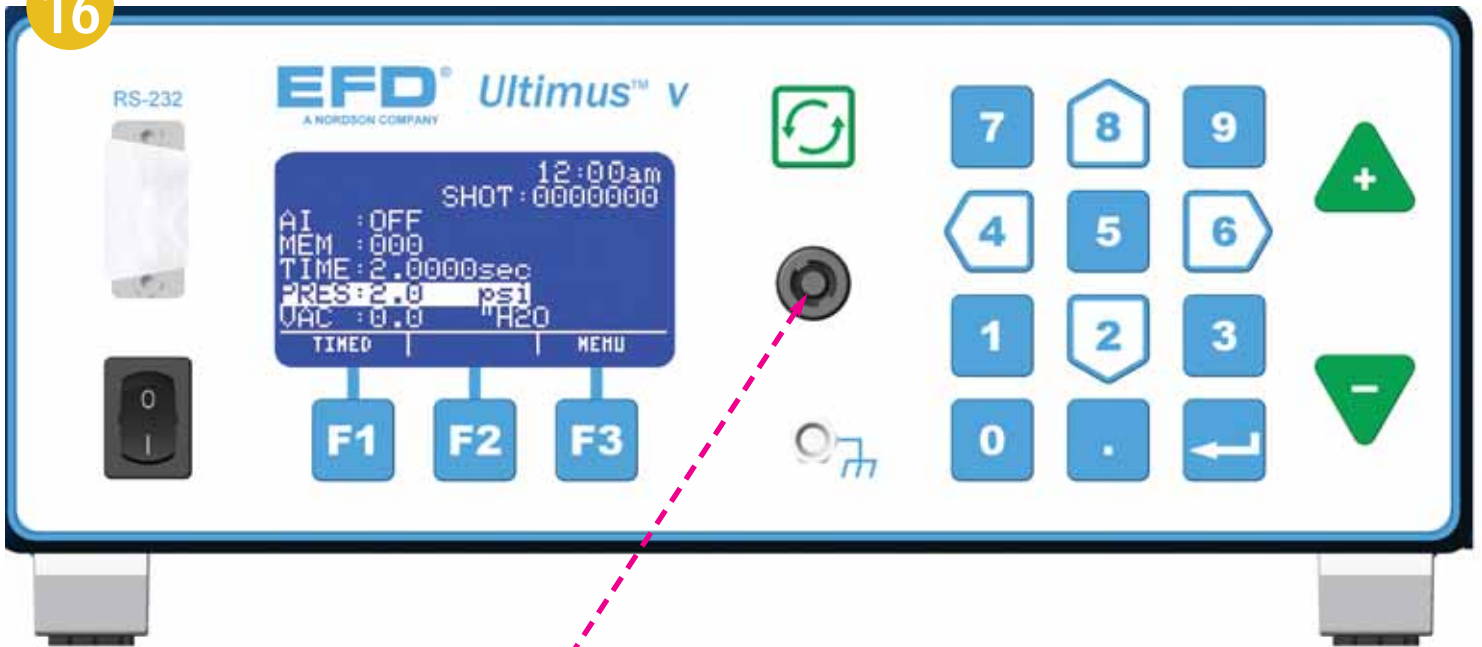 16
RS-232
EFD® Ultimus™ V
A NORDSON COMPANY
12:00am
SHOT:0000000
AI :OFF
MEM :000
TIME:2.0000sec
PRES:2.0 psi
VAC :0.0 "H2O
TIMED MENU
F1 F2 F3
0
I
7 8 9
4 5 6
1 2 3
0 .
+
-